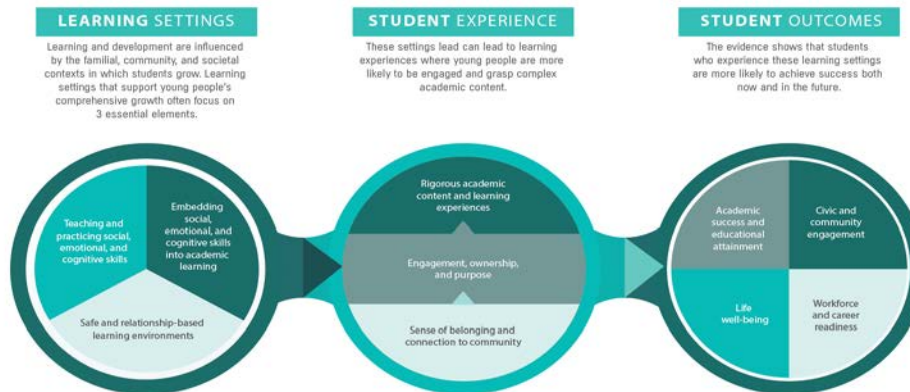 LEARNING SETTINGS
Learning and development are influenced
by the familial, community, and societal
contexts in which students grow. Learning
settings that support young people's
comprehensive growth often focus on
3 essential elements.
Teaching and
practicing social,
emotional, and
cognitive skills
Embedding
social,
emotional, and
cognitive skills
into academic
learning
Safe and relationship-based
learning environments
STUDENT EXPERIENCE
These settings lead can lead to learning
experiences where young people are more
likely to be engaged and grasp complex
academic content.
Rigorous academic
content and learning
experiences
Engagement, ownership,
and purpose
Sense of belonging and
connection to community
STUDENT OUTCOMES
The evidence shows that students
who experience these learning settings
are more likely to achieve success both
now and in the future.
Academic
success and
educational
attainment
Civic and
community
engagement
Life
well-being
Workforce
and career
readiness